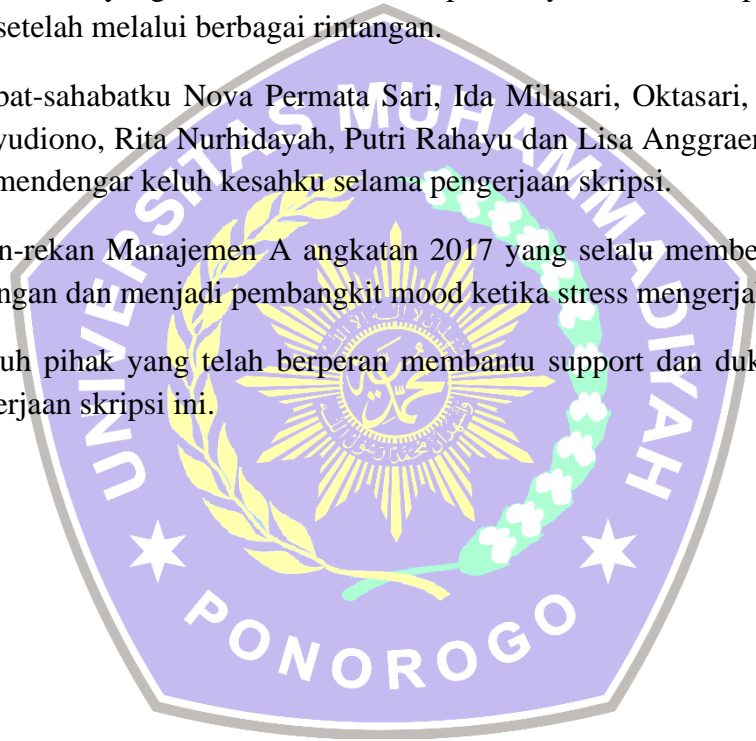 setelah melalui berbagai rintangan.
bat-sahabatku Nova Permata Sari, Ida Milasari, Oktasari,
yudiono, Rita Nurhidayah, Putri Rahayu dan Lisa Anggraen
mendengar keluh kesahku selama pengerjaan skripsi.
n-rekan Manajemen A angkatan 2017 yang selalu membe
ngan dan menjadi pembangkit mood ketika stress mengerja
uh pihak yang telah berperan membantu support dan duk
erjaan skripsi ini.
UNIVERSITAS MUHAMMADIYAH
PONOROGO